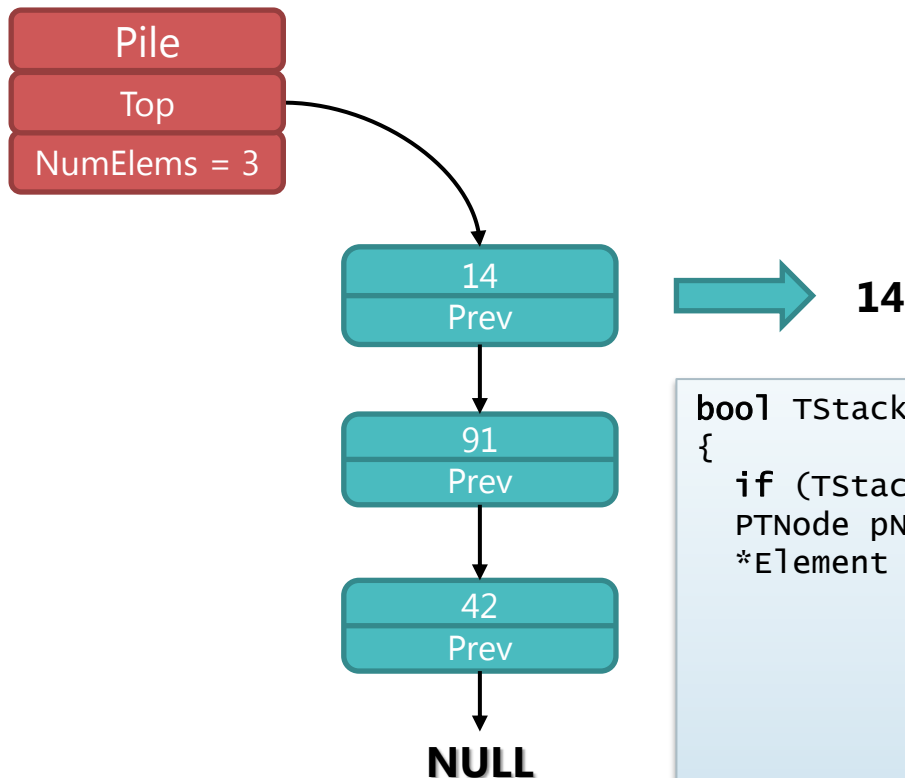 Pile
Top
NumElems = 3
14
Prev
14
91
Prev
42
Prev
NULL
bool TStack
{
if (TStac
PTNode pN
*Element